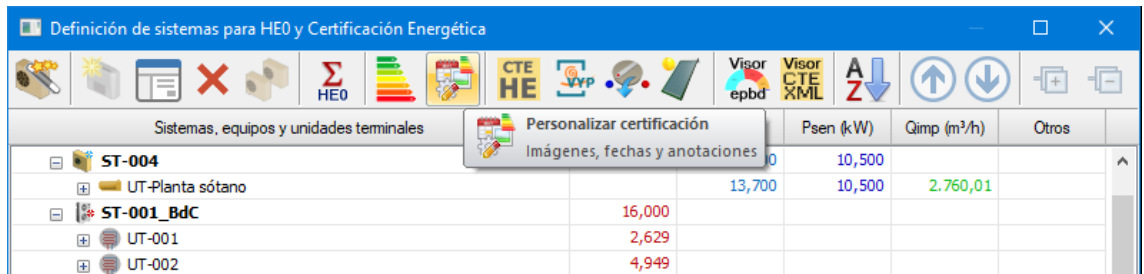 Definición de sistemas para HE0 y Certificación Energética
Σ HE0 CTE HE VYP Visor epbd Visor CTE XML A Z
Sistemas, equipos y unidades terminales Psen (kW) Qimp (m³/h) Otros
Personalizar certificación
Imágenes, fechas y anotaciones
ST-004 0 10,500
UT-Planta sótano 13,700 10,500 2.760,01
ST-001_BdC 16,000
UT-001 2,629
UT-002 4,949